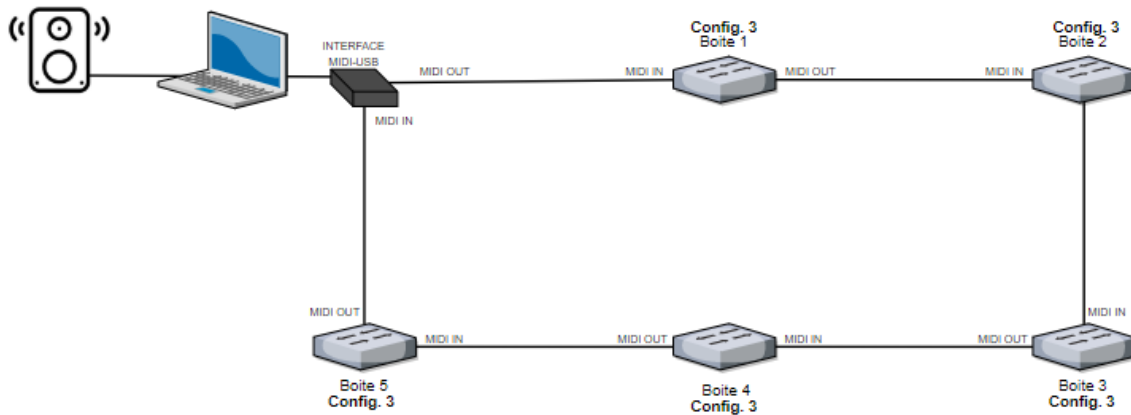 Config. 3
Boite 1
Config. 3
Boite 2
INTERFACE
MIDI-USB
MIDI OUT
MIDI IN
MIDI OUT
MIDI IN
MIDI IN
MIDI OUT
MIDI IN
MIDI IN
MIDI OUT
MIDI IN
MIDI OUT
Boite 5
Config. 3
Boite 4
Config. 3
Boite 3
Config. 3